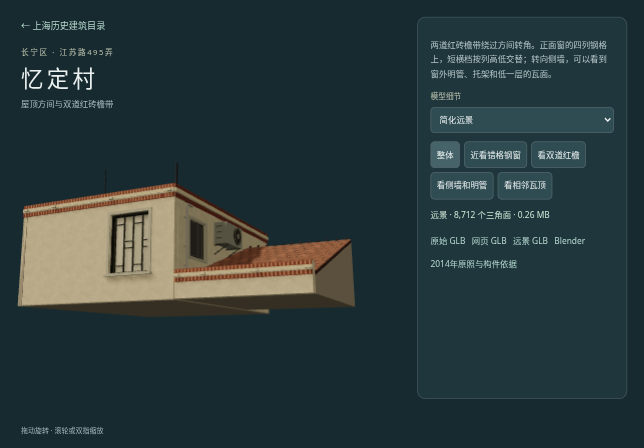 ← 上海历史建筑目录
长宁区 · 江苏路495弄
忆定村
屋顶方间与双道红砖檐带
两道红砖檐带绕过方间转角。正面窗的四列钢格
上，短横档按列高低交替；转向侧墙，可以看到
窗外明管、托架和低一层的瓦面。
模型细节
简化远景
整体 近看错格钢窗 看双道红檐
看侧墙和明管 看相邻瓦顶
远景 · 8,712 个三角面 · 0.26 MB
原始 GLB 网页 GLB 远景 GLB Blender
2014年原照与构件依据
拖动旋转 · 滚轮或双指缩放